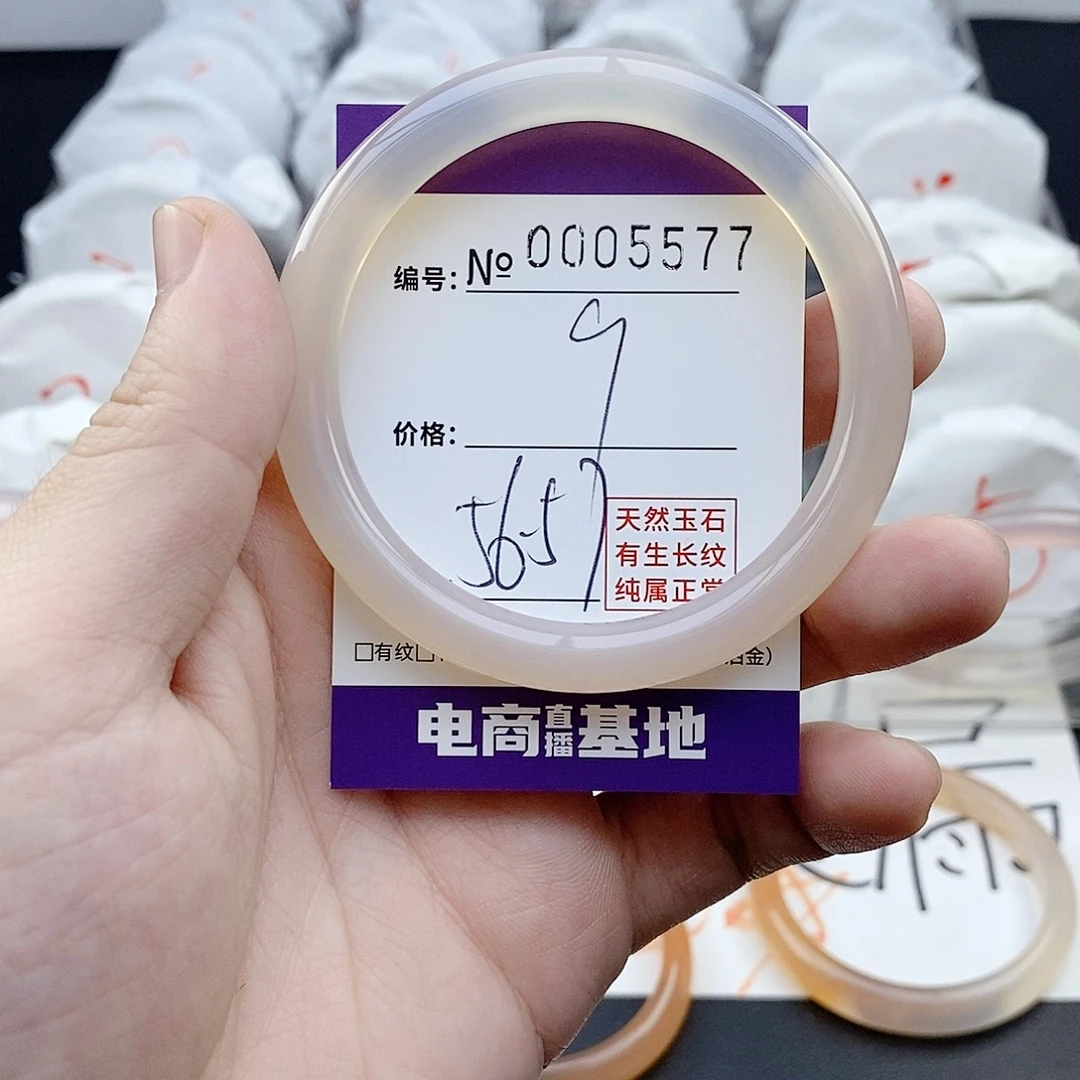 编号: № 0005577
9
价格:
56.5
天然玉石
有生长纹
纯属正常
□有纹□
电商直播基地